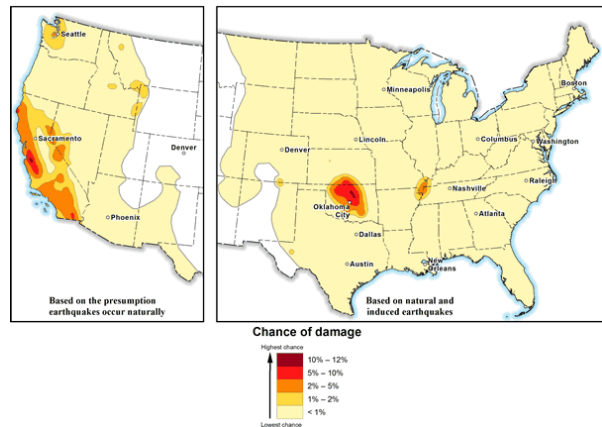 Seattle
Sacramento
Denver
Phoenix
Based on the presumption
earthquakes occur naturally
Minneapolis
Boston
Denver
Lincoln
Columbus
Washington
Oklahoma
City
Nashville
Raleigh
Atlanta
Dallas
Austin
New
Orleans
Based on natural and
induced earthquakes
Chance of damage
Highest chance
10% – 12%
5% – 10%
2% – 5%
1% – 2%
< 1%
Lowest chance